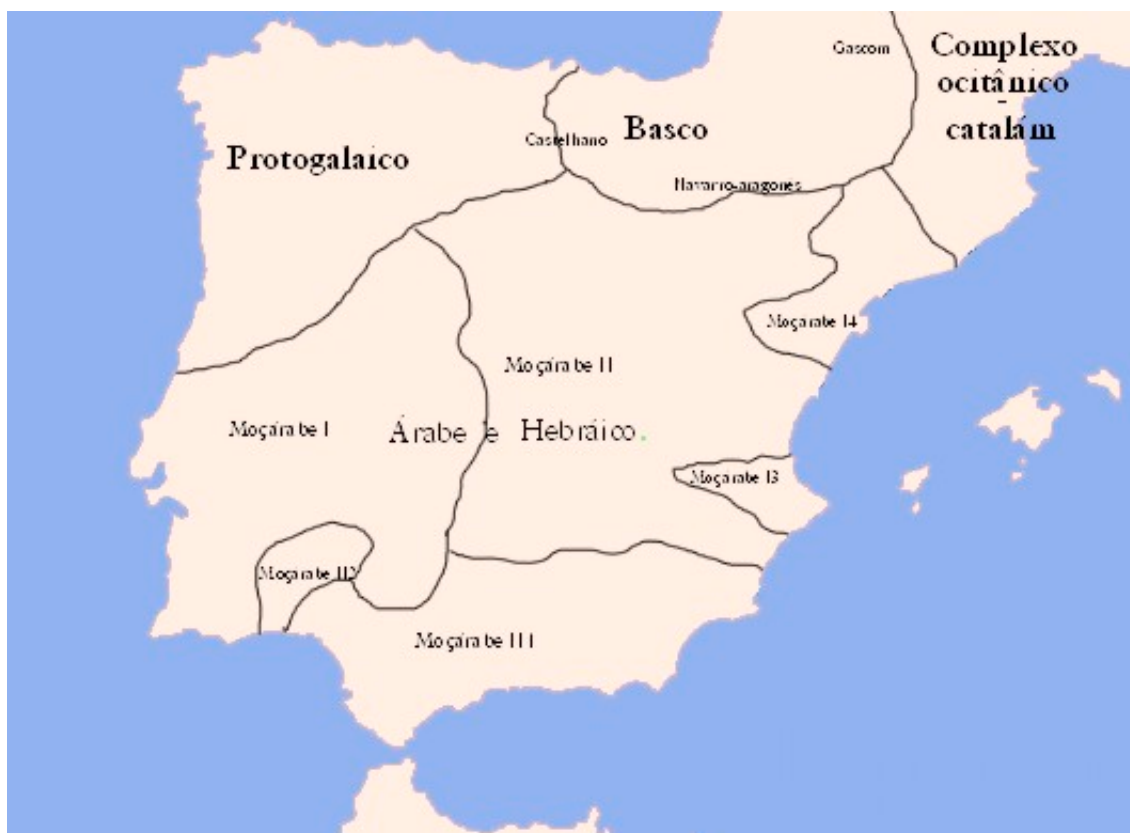 Gascom
Complexo
ocitânico
-
catalám
Basco
Castelhano
Protogalaico
Navarro-aragonés
Moçárabe I4
Moçárabe II
Moçárabe I
Árabe e Hebráico.
Moçárabe I3
Moçárabe II2
Moçárabe III